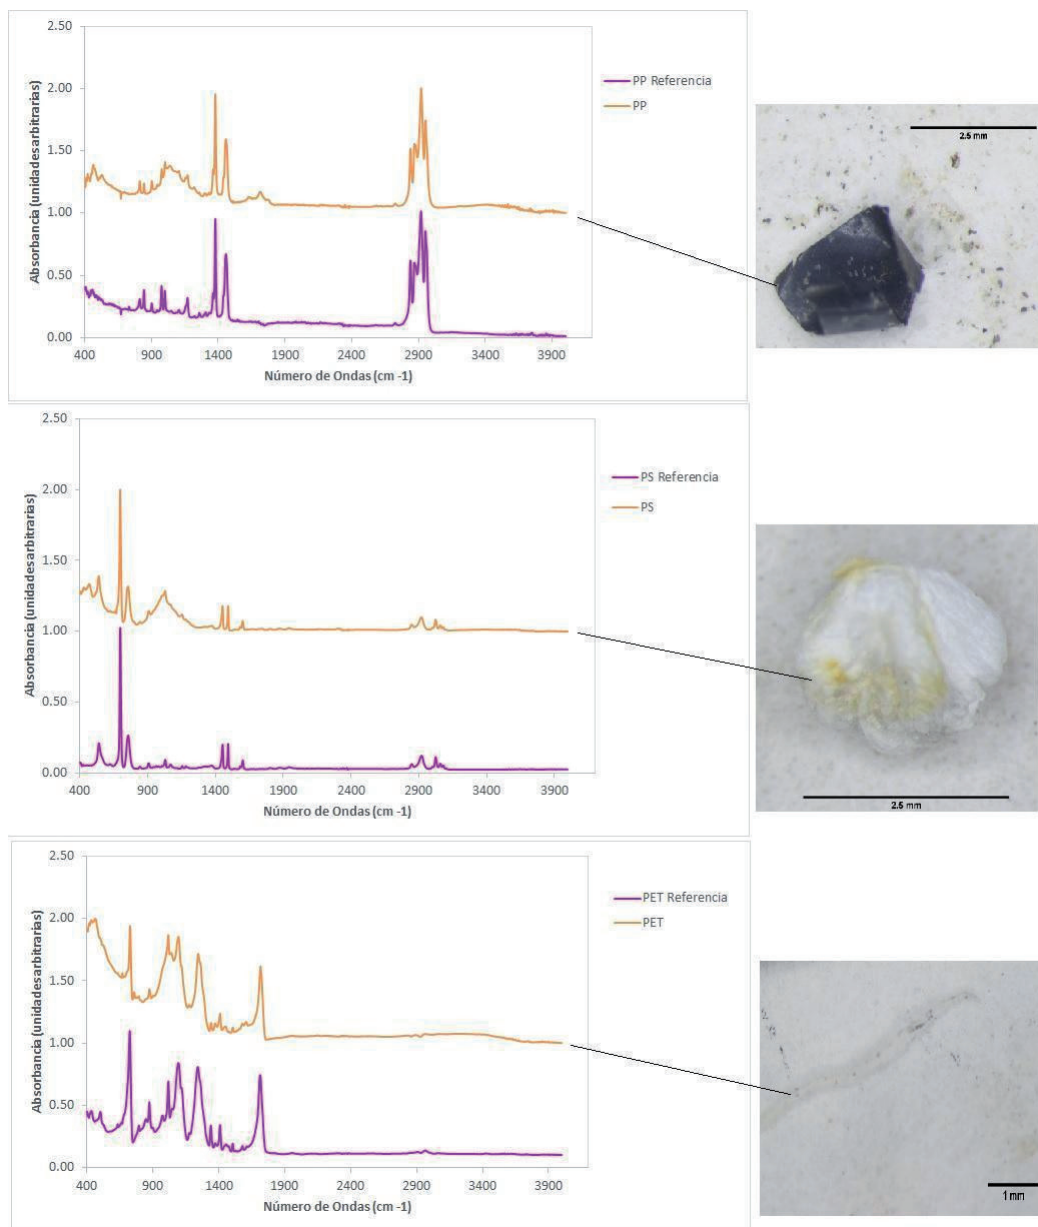 2.50
2.00
1.50
1.00
0.50
0.00
Absorbancia (unidadesarbitrarias)
400 900 1400 1900 2400 2900 3400 3900
Número de Ondas (cm -1)
PP Referencia
PP
2.5 mm
2.50
2.00
1.50
1.00
0.50
0.00
Absorbancia (unidadesarbitrarias)
400 900 1400 1900 2400 2900 3400 3900
Número de Ondas (cm -1)
PS Referencia
PS
2.5 mm
2.50
2.00
1.50
1.00
0.50
0.00
Absorbancia (unidadesarbitrarias)
400 900 1400 1900 2400 2900 3400 3900
Número de Ondas (cm -1)
PET Referencia
PET
1 mm